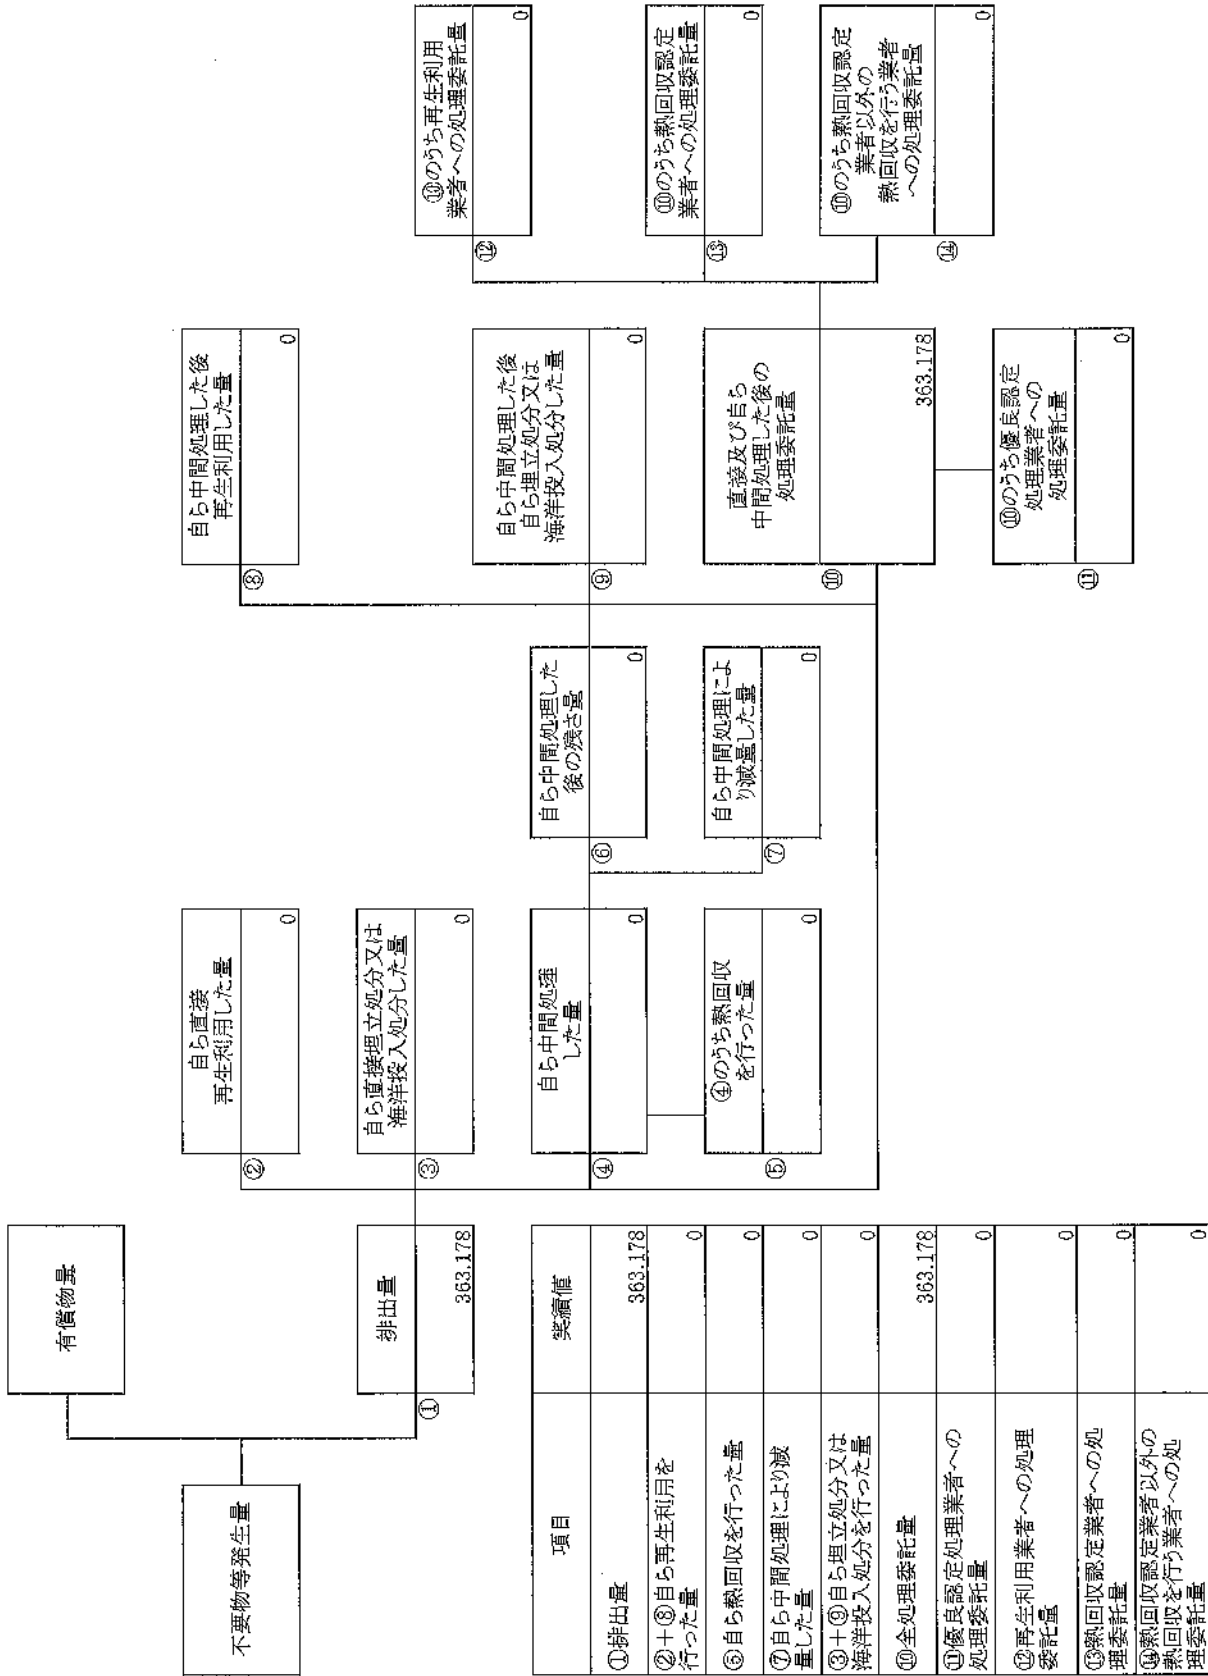 有償物量
不要物等発生量
排出量
①
363.178
自ら直接
再生利用した量
②
0
自ら直接埋立処分又は
海洋投入処分した量
③
0
自ら中間処理
した量
④
0
④のうち熱回収
を行った量
⑤
0
自ら中間処理した
後の残さ量
⑥
0
自ら中間処理によ
り減量した量
⑦
0
自ら中間処理した後
再生利用した量
⑧
0
自ら中間処理した後
自ら埋立処分又は
海洋投入処分した量
⑨
0
直接及び自ら
中間処理した後の
処理委託量
⑩
363.178
⑩のうち優良認定
処理業者への
処理委託量
⑪
0
⑩のうち再生利用
業者への処理委託量
⑫
0
⑩のうち熱回収認定
業者への処理委託量
⑬
0
⑩のうち熱回収認定
業者以外の
熱回収を行う業者
への処理委託量
⑭
0
項目 実績値
①排出量 363.178
②+⑧自ら再生利用を
行った量 0
⑥自ら熱回収を行った量 0
⑦自ら中間処理により減
量した量 0
③+⑨自ら埋立処分又は
海洋投入処分を行った量 0
⑩全処理委託量 363.178
⑪優良認定処理業者への
処理委託量 0
⑫再生利用業者への処理
委託量 0
⑬熱回収認定業者への処
理委託量 0
⑭熱回収認定業者以外の
熱回収を行う業者への処
理委託量 0